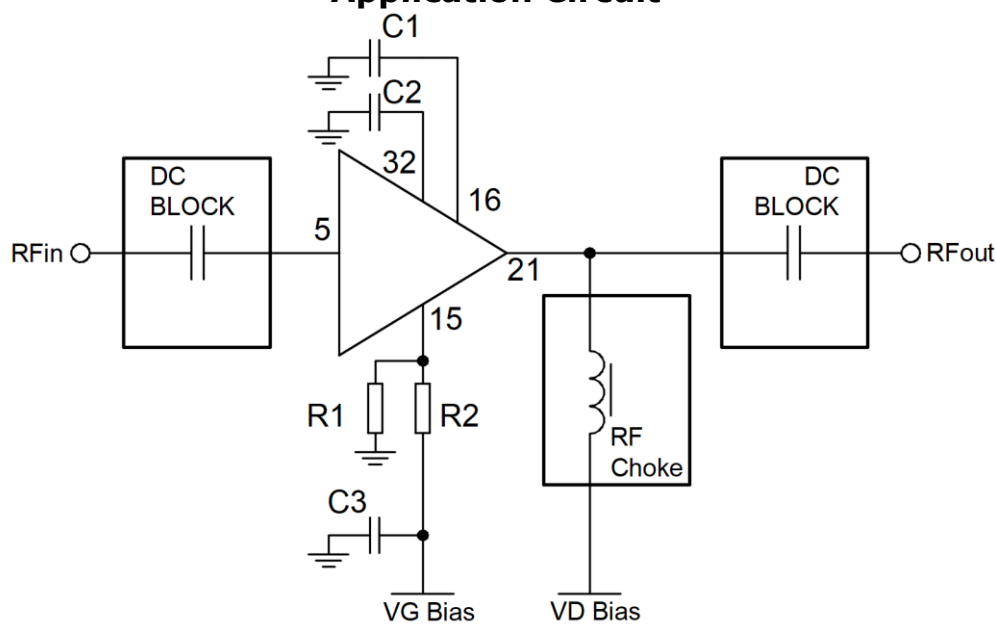 Application Circuit
C1
C2
32
16
DC
BLOCK
DC
BLOCK
5
RFin
RFout
21
15
R1
R2
RF
Choke
C3
VG Bias
VD Bias